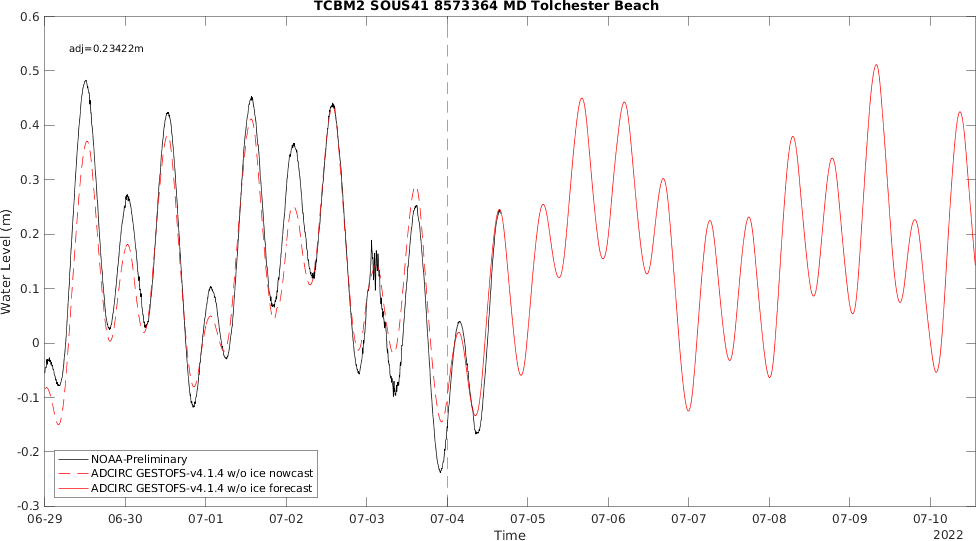 TCBM2 SOUS41 8573364 MD Tolchester Beach
adj=0.23422m
0.6
0.5
0.4
0.3
0.2
0.1
0
-0.1
-0.2
-0.3
Water Level (m)
NOAA-Preliminary
ADCIRC GESTOFS-v4.1.4 w/o ice nowcast
ADCIRC GESTOFS-v4.1.4 w/o ice forecast
06-29 06-30 07-01 07-02 07-03 07-04 07-05 07-06 07-07 07-08 07-09 07-10
Time
2022